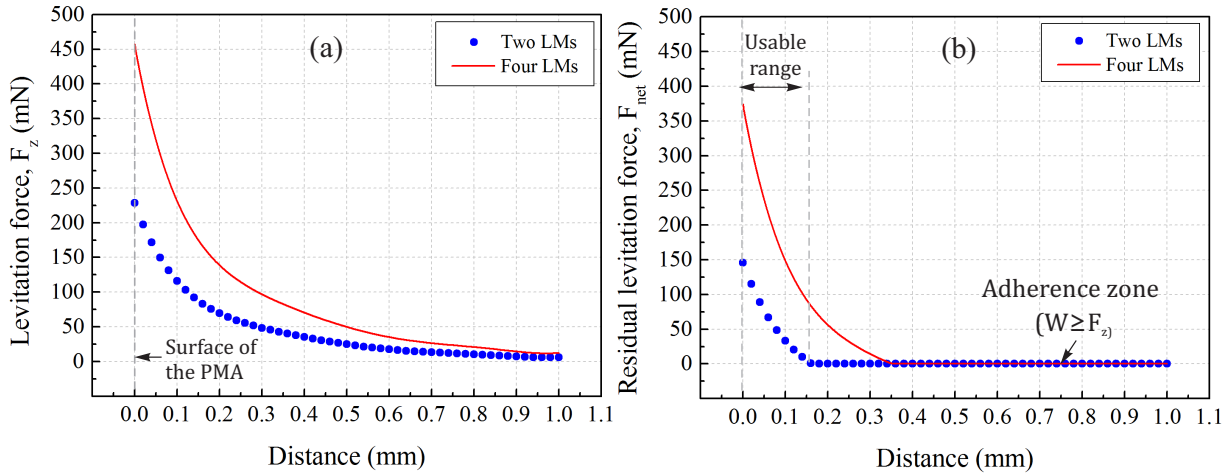 500
450
400
350
300
250
200
150
100
50
0
Levitation force, F_z (mN)
(a)
Two LMs
Four LMs
Surface of
the PMA
0.0 0.1 0.2 0.3 0.4 0.5 0.6 0.7 0.8 0.9 1.0 1.1
Distance (mm)
500
450
400
350
300
250
200
150
100
50
0
Residual levitation force, F_net (mN)
Usable
range
(b)
Two LMs
Four LMs
Adherence zone
(W≥F_z)
0.0 0.1 0.2 0.3 0.4 0.5 0.6 0.7 0.8 0.9 1.0 1.1
Distance (mm)